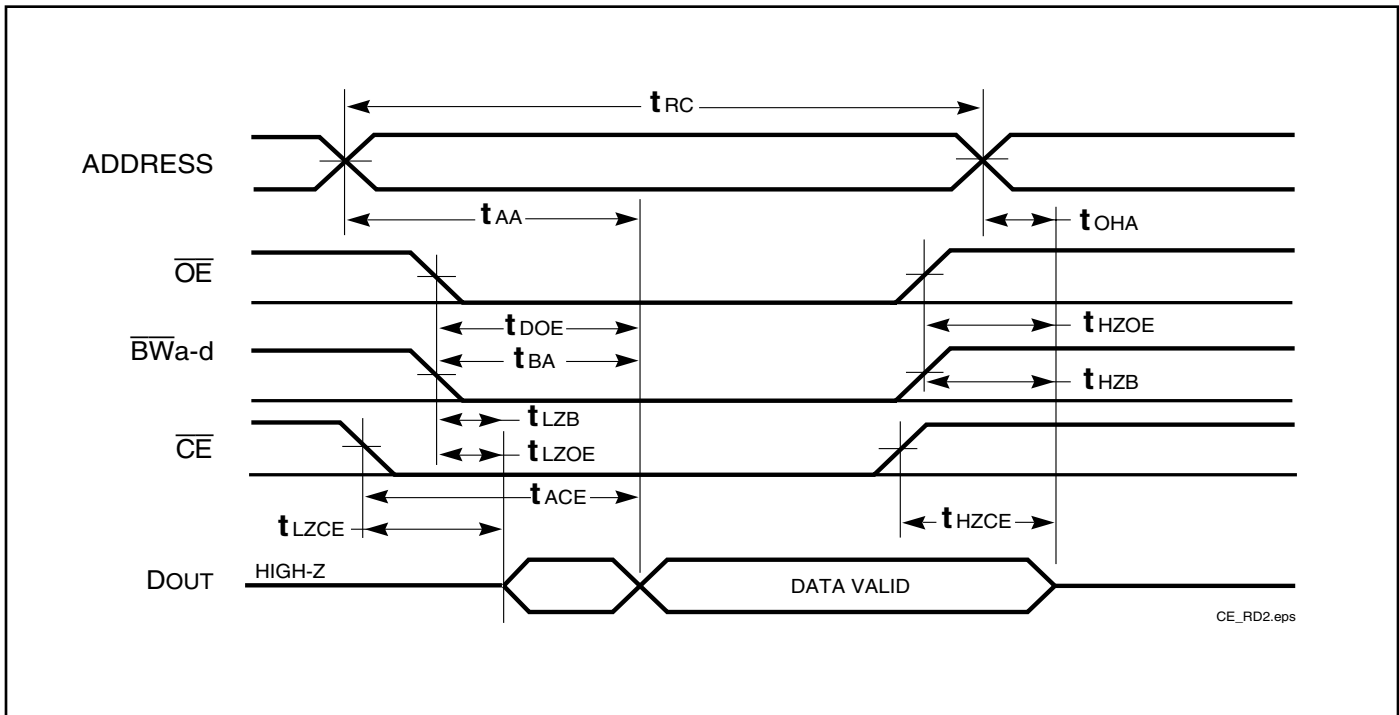 tRC
ADDRESS
tAA
tOHA
OE
tDOE
tHZOE
BWa-d
tBA
tHZB
tLZB
CE
tLZOE
tACE
tLZCE
tHZCE
DOUT
HIGH-Z
DATA VALID
CE_RD2.eps